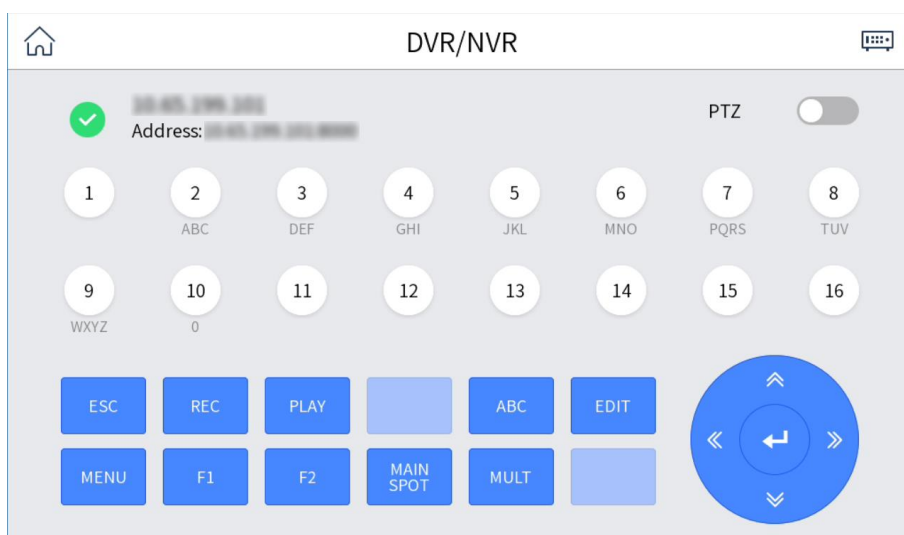 DVR/NVR
PTZ
Address:
1 2 3 4 5 6 7 8
ABC DEF GHI JKL MNO PQRS TUV
9 10 11 12 13 14 15 16
WXYZ 0
ESC REC PLAY ABC EDIT
MENU F1 F2 MAIN SPOT MULT